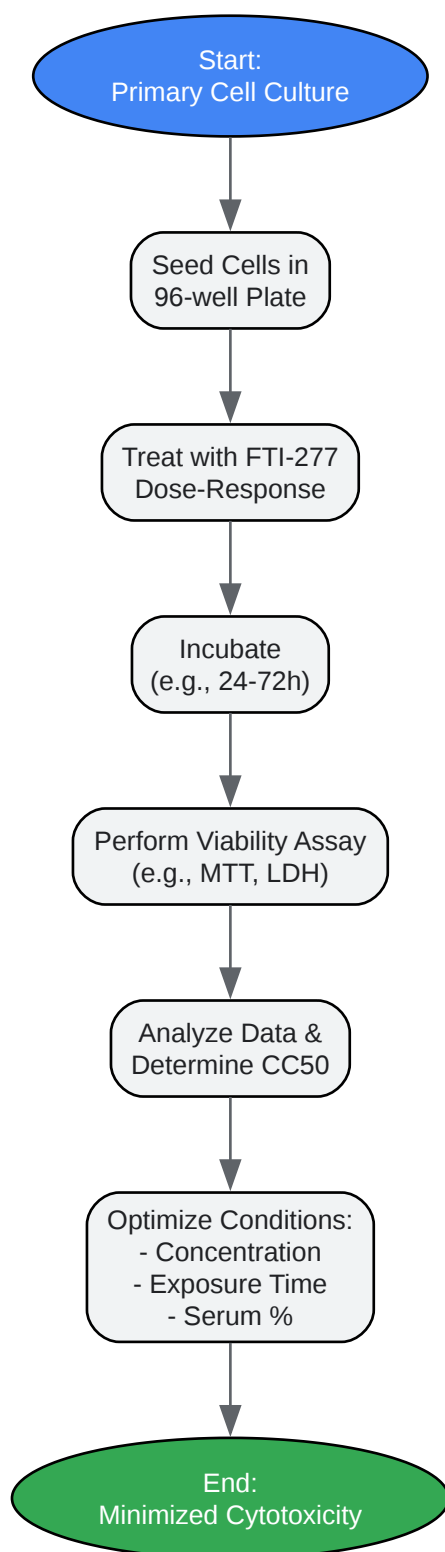 Start:
Primary Cell Culture
Seed Cells in
96-well Plate
Treat with FTI-277
Dose-Response
Incubate
(e.g., 24-72h)
Perform Viability Assay
(e.g., MTT, LDH)
Analyze Data &
Determine CC50
Optimize Conditions:
- Concentration
- Exposure Time
- Serum %
End:
Minimized Cytotoxicity